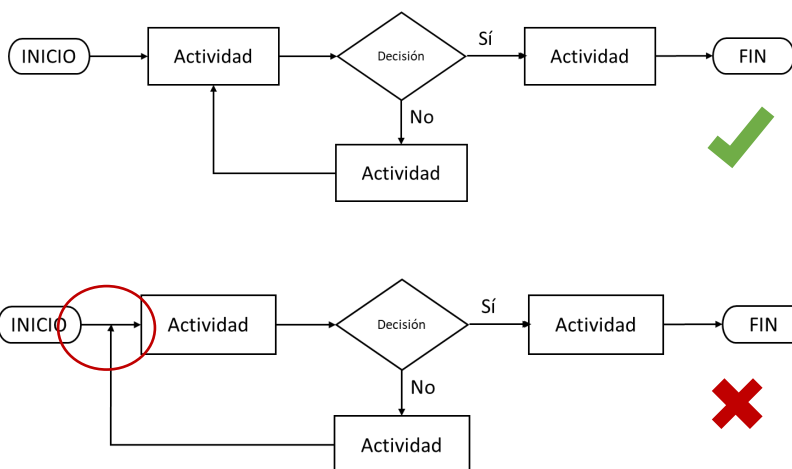 INICIO
Actividad
Decisión
Sí
Actividad
FIN
No
Actividad
INICIO
Actividad
Decisión
Sí
Actividad
FIN
No
Actividad